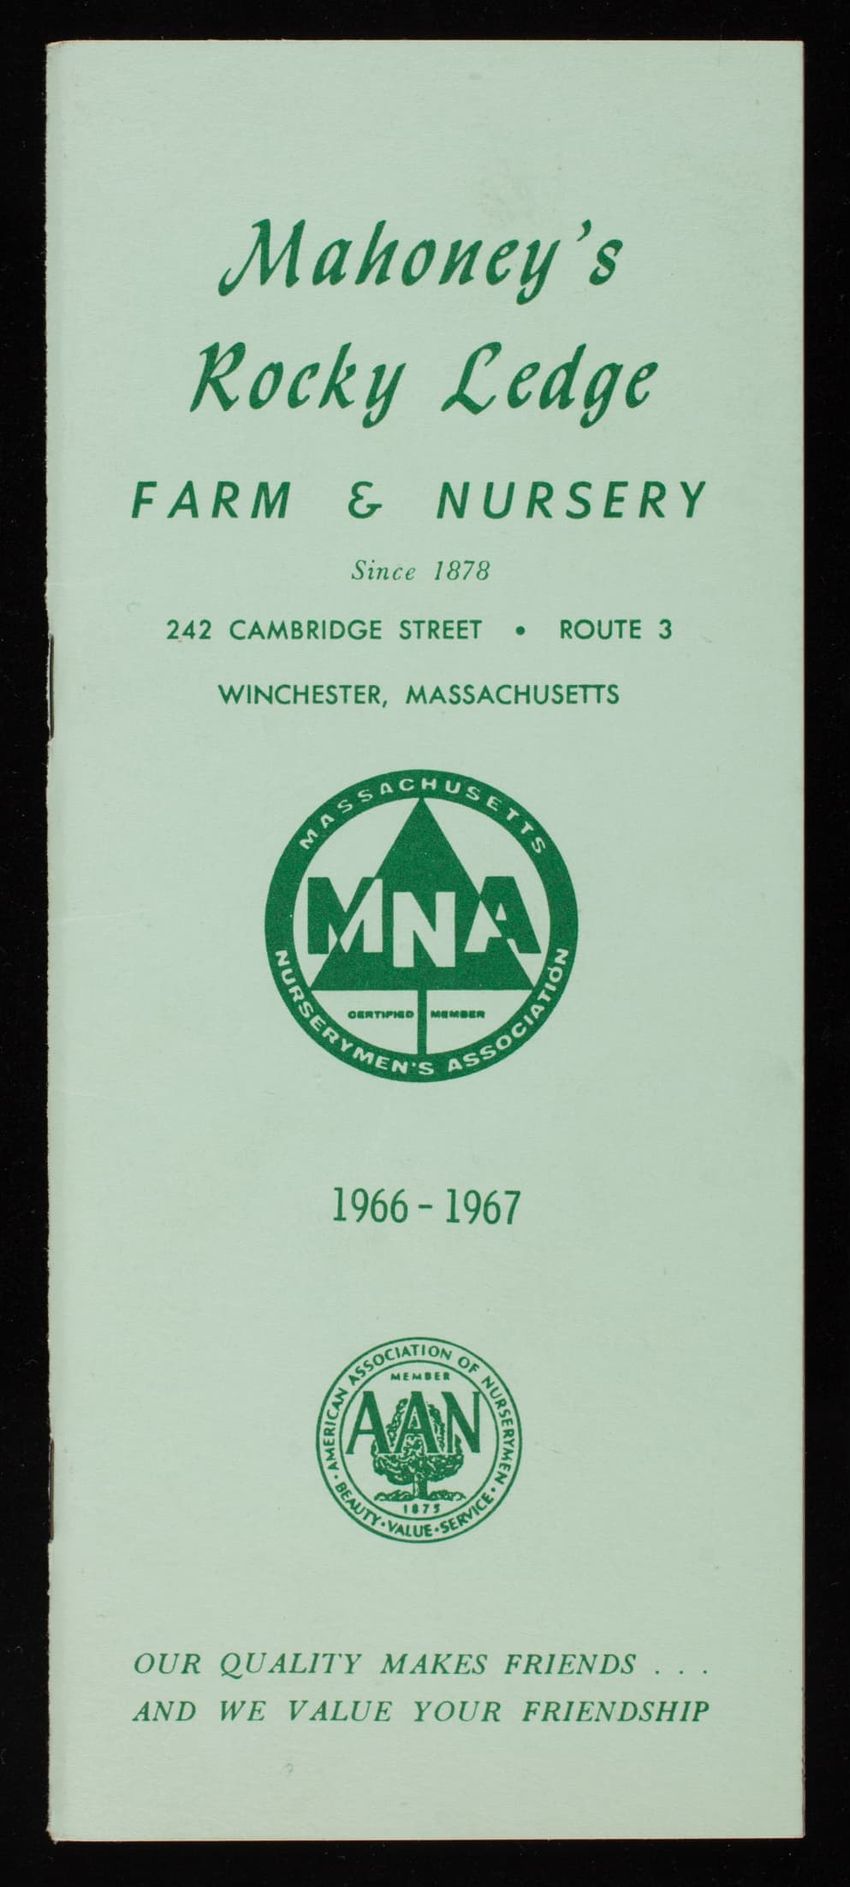 Mahoney's
Rocky Ledge
FARM & NURSERY
Since 1878
242 CAMBRIDGE STREET • ROUTE 3
WINCHESTER, MASSACHUSETTS
MASSACHUSETTS
MNA
CERTIFIED MEMBER
NURSERYMEN'S ASSOCIATION
1966 - 1967
AMERICAN ASSOCIATION OF NURSERYMEN
MEMBER
AAN
1875
BEAUTY • VALUE • SERVICE
OUR QUALITY MAKES FRIENDS . . .
AND WE VALUE YOUR FRIENDSHIP